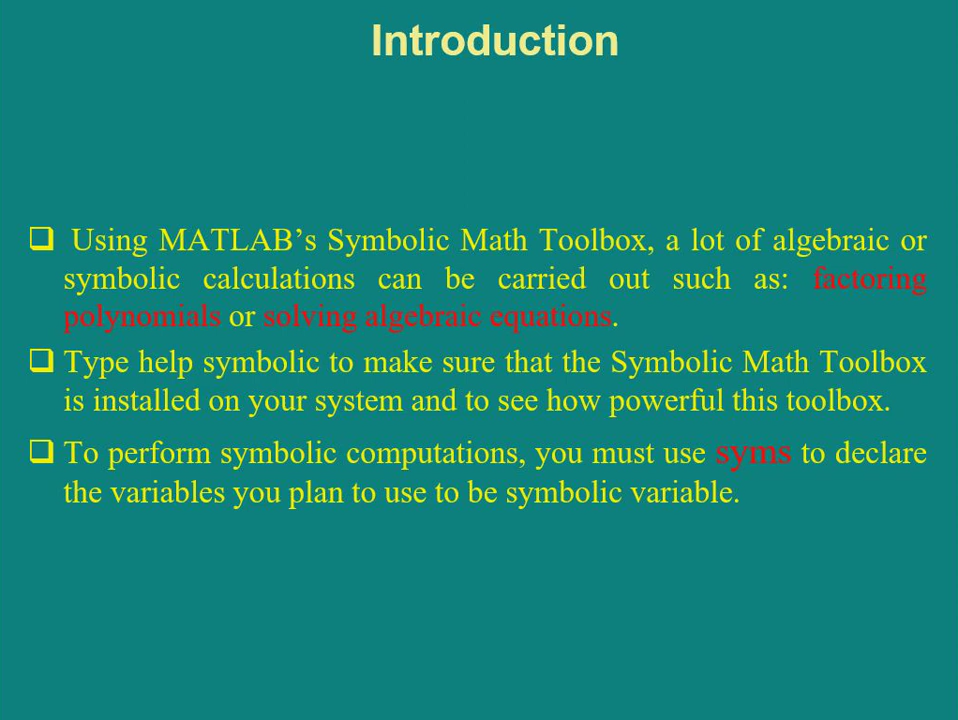 Introduction
❑ Using MATLAB’s Symbolic Math Toolbox, a lot of algebraic or
symbolic calculations can be carried out such as: factoring
polynomials or solving algebraic equations.
❑ Type help symbolic to make sure that the Symbolic Math Toolbox
is installed on your system and to see how powerful this toolbox.
❑ To perform symbolic computations, you must use syms to declare
the variables you plan to use to be symbolic variable.